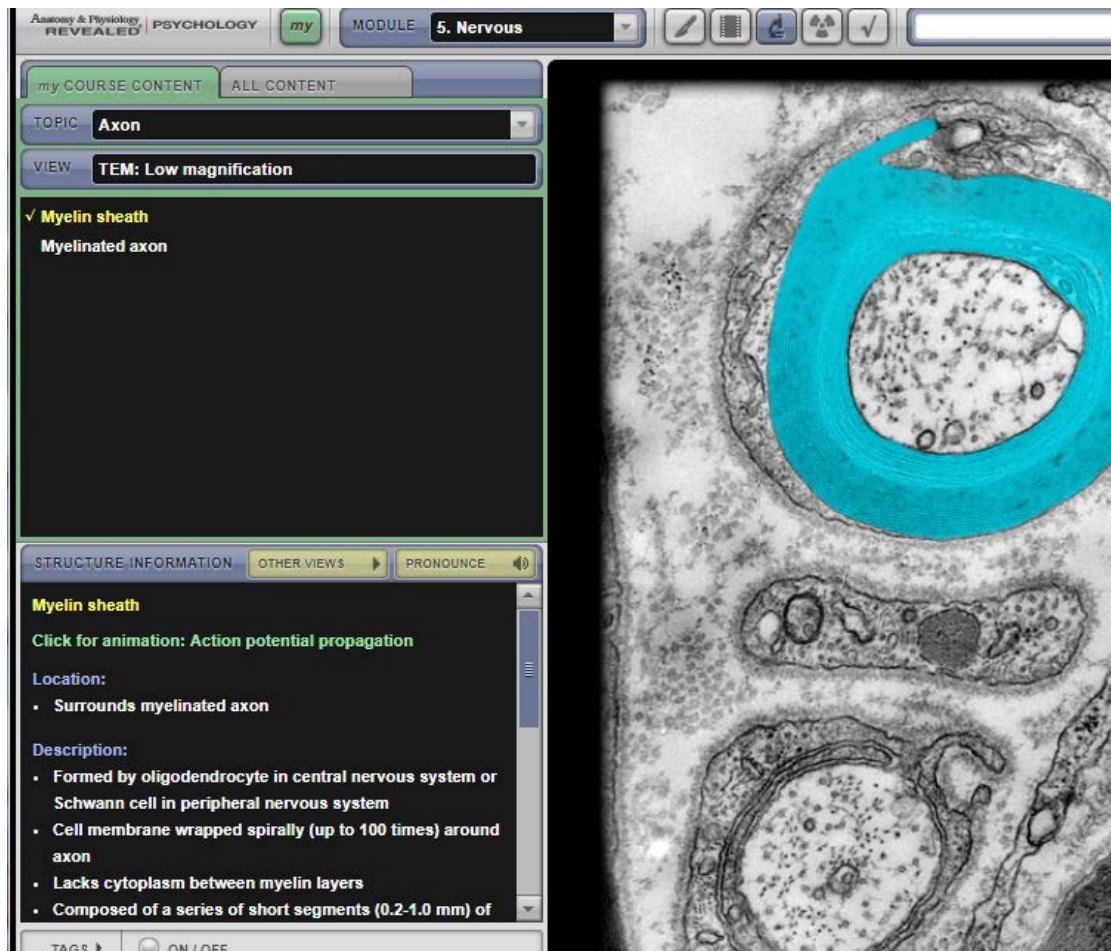 Anatomy & Physiology
REVEALED
PSYCHOLOGY
my
MODULE
5. Nervous
my COURSE CONTENT
ALL CONTENT
TOPIC
Axon
VIEW
TEM: Low magnification
√ Myelin sheath
Myelinated axon
STRUCTURE INFORMATION
OTHER VIEWS
PRONOUNCE
Myelin sheath
Click for animation: Action potential propagation
Location:
• Surrounds myelinated axon
Description:
• Formed by oligodendrocyte in central nervous system or
Schwann cell in peripheral nervous system
• Cell membrane wrapped spirally (up to 100 times) around
axon
• Lacks cytoplasm between myelin layers
• Composed of a series of short segments (0.2-1.0 mm) of
TAGS
ON / OFF